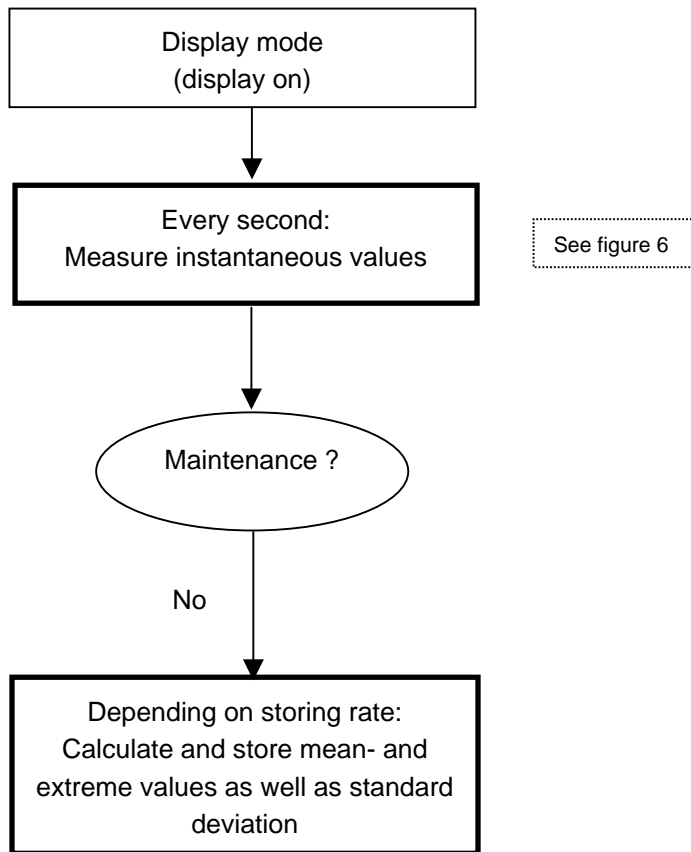 Display mode
(display on)
Every second:
Measure instantaneous values
See figure 6
Maintenance ?
No
Depending on storing rate:
Calculate and store mean- and
extreme values as well as standard
deviation